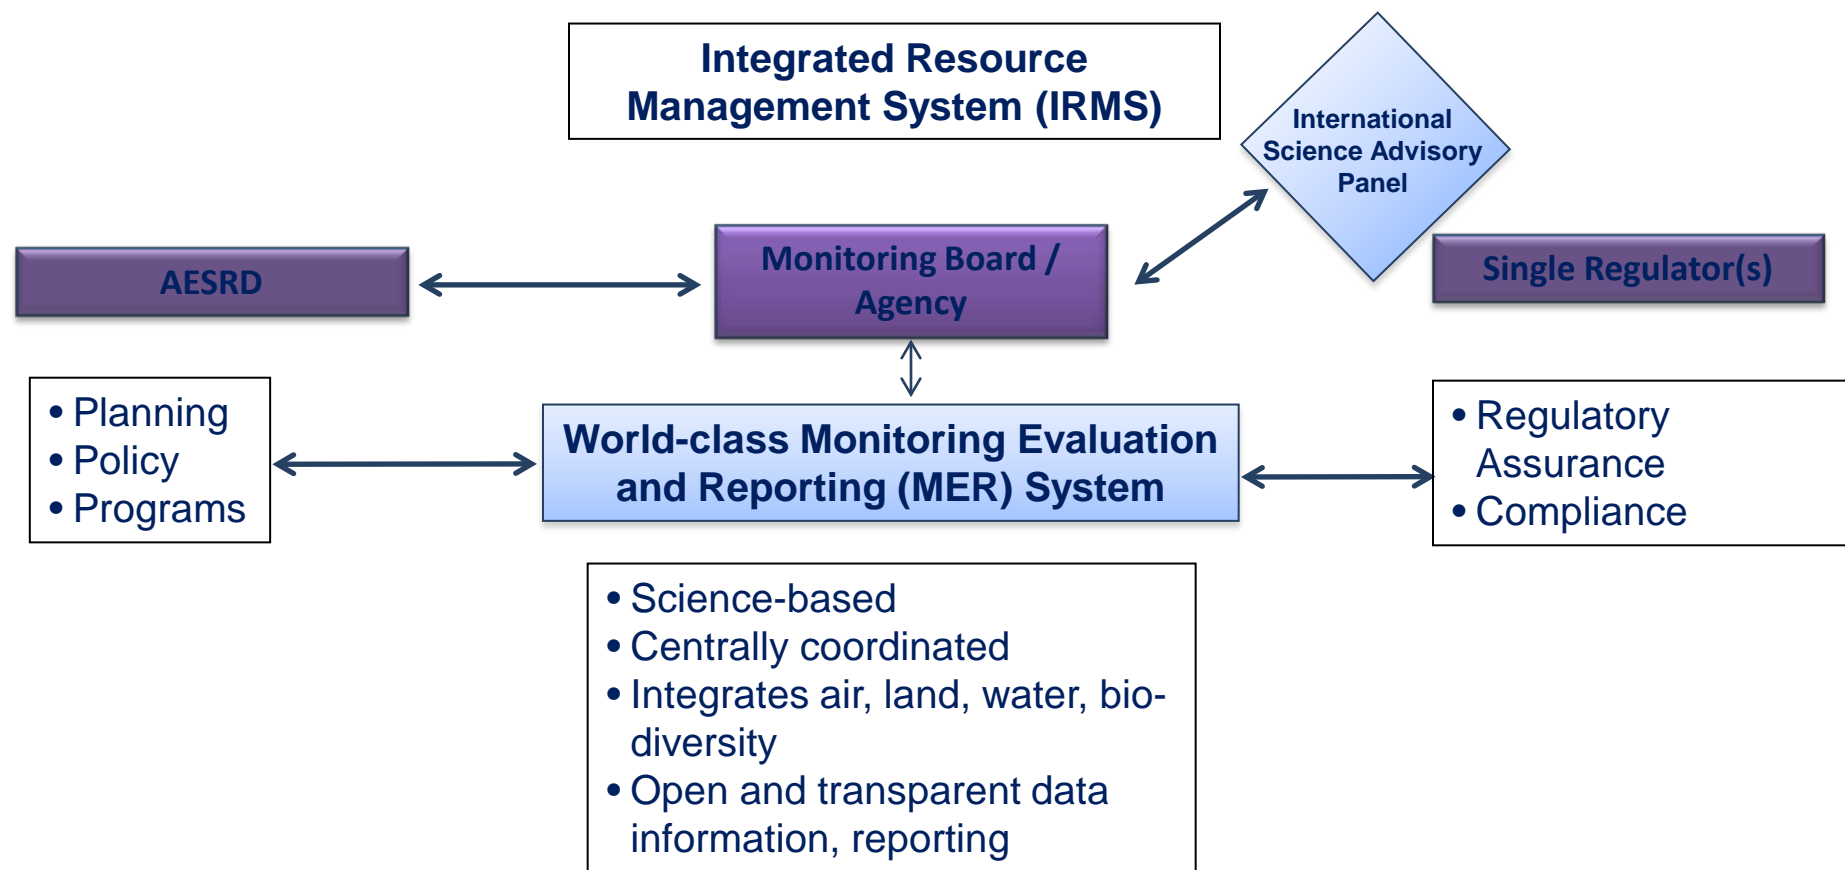 Integrated Resource
Management System (IRMS)
International
Science Advisory
Panel
AESRD
Monitoring Board /
Agency
Single Regulator(s)
• Planning
• Policy
• Programs
World-class Monitoring Evaluation
and Reporting (MER) System
• Regulatory
Assurance
• Compliance
• Science-based
• Centrally coordinated
• Integrates air, land, water, bio-
diversity
• Open and transparent data
information, reporting